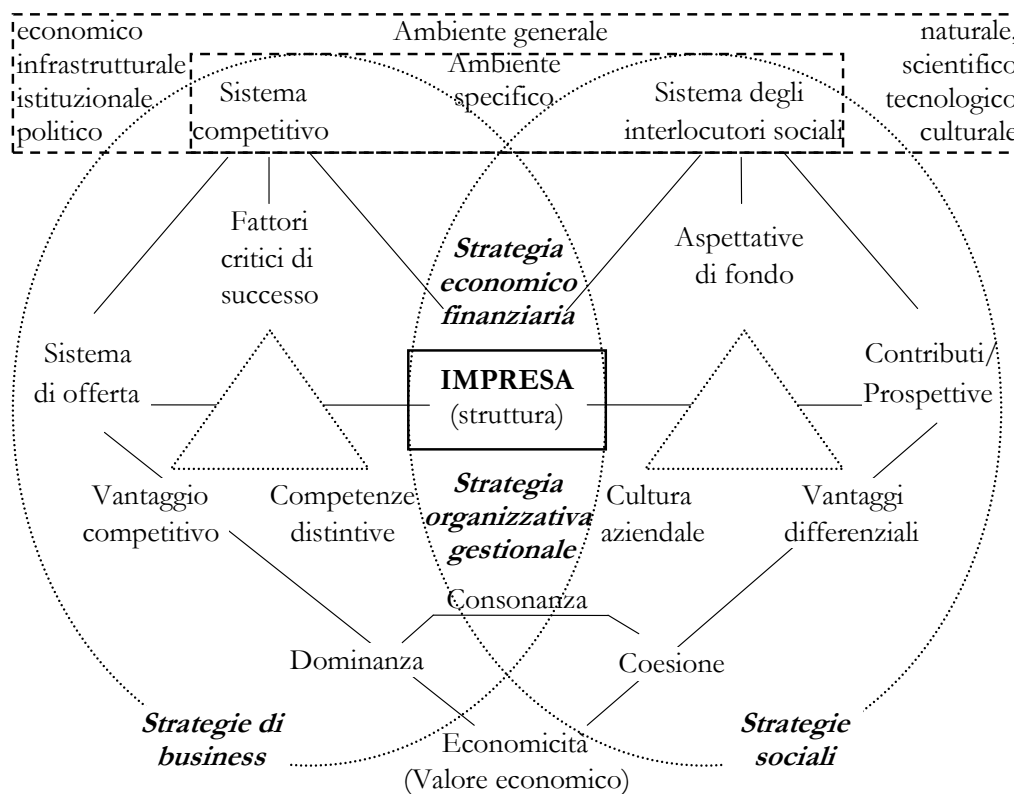 economico
infrastrutturale
istituzionale
politico
Ambiente generale
naturale,
scientifico
tecnologico
culturale
Ambiente
specifico
Sistema
competitivo
Sistema degli
interlocutori sociali
Fattori
critici di
successo
Strategia
economico
finanziaria
Aspettative
di fondo
Sistema
di offerta
IMPRESA
(struttura)
Contributi/
Prospettive
Vantaggio
competitivo
Competenze
distintive
Strategia
organizzativa
gestionale
Cultura
aziendale
Vantaggi
differenziali
Consonanza
Dominanza
Coesione
Strategie di
business
Economicità
(Valore economico)
Strategie
sociali